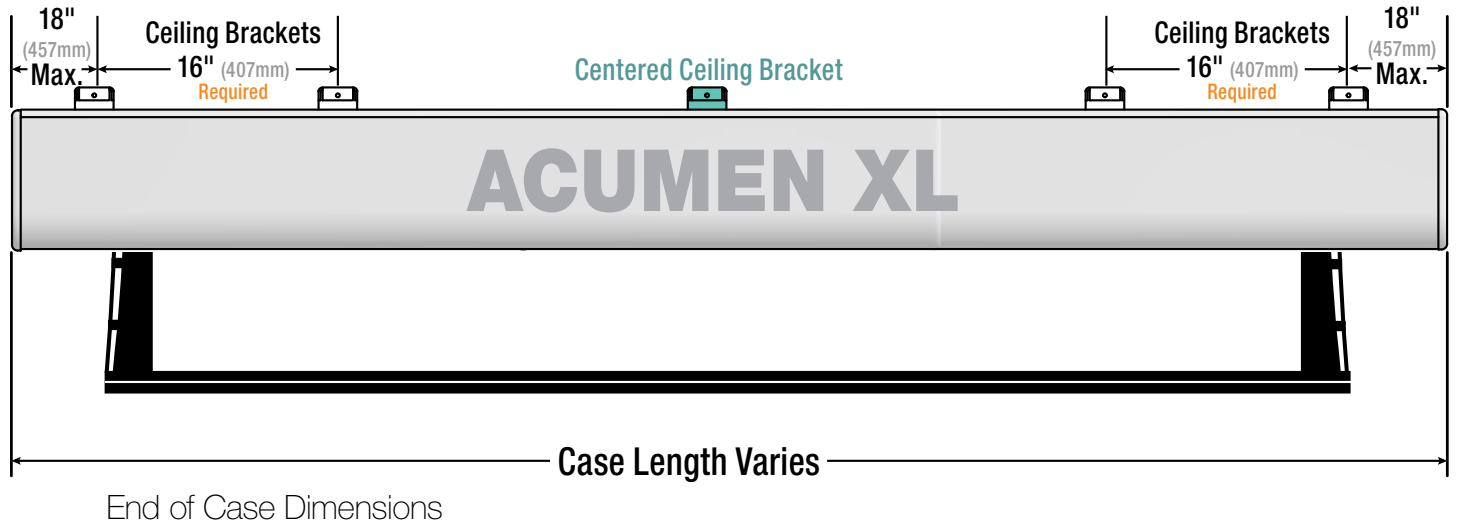 18"
(457mm)
Max.
Ceiling Brackets
16" (407mm)
Required
Centered Ceiling Bracket
Ceiling Brackets
16" (407mm)
Required
18"
(457mm)
Max.
ACUMEN XL
Case Length Varies
End of Case Dimensions